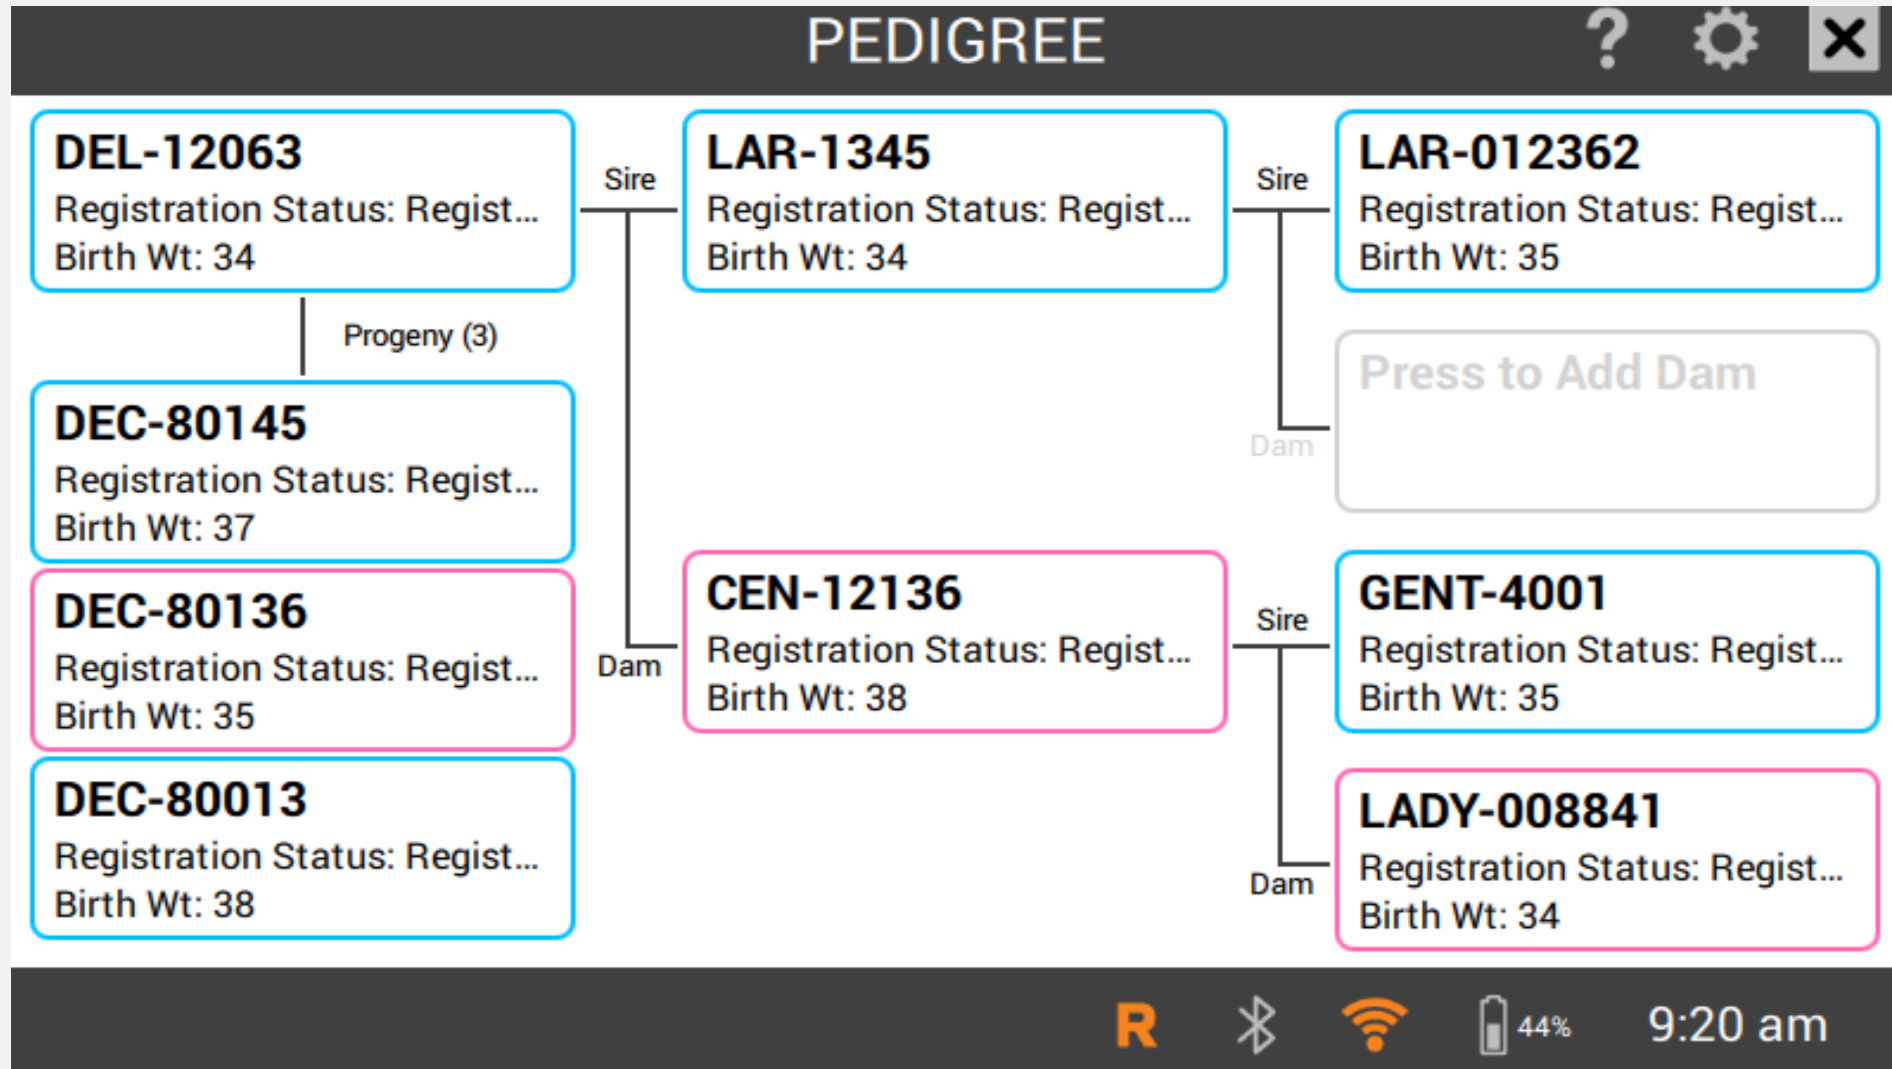 PEDIGREE
?
DEL-12063
Registration Status: Regist...
Birth Wt: 34
Progeny (3)
DEC-80145
Registration Status: Regist...
Birth Wt: 37
DEC-80136
Registration Status: Regist...
Birth Wt: 35
DEC-80013
Registration Status: Regist...
Birth Wt: 38
Sire
Dam
LAR-1345
Registration Status: Regist...
Birth Wt: 34
CEN-12136
Registration Status: Regist...
Birth Wt: 38
Sire
Dam
LAR-012362
Registration Status: Regist...
Birth Wt: 35
Press to Add Dam
Sire
Dam
GENT-4001
Registration Status: Regist...
Birth Wt: 35
LADY-008841
Registration Status: Regist...
Birth Wt: 34
R
44%
9:20 am